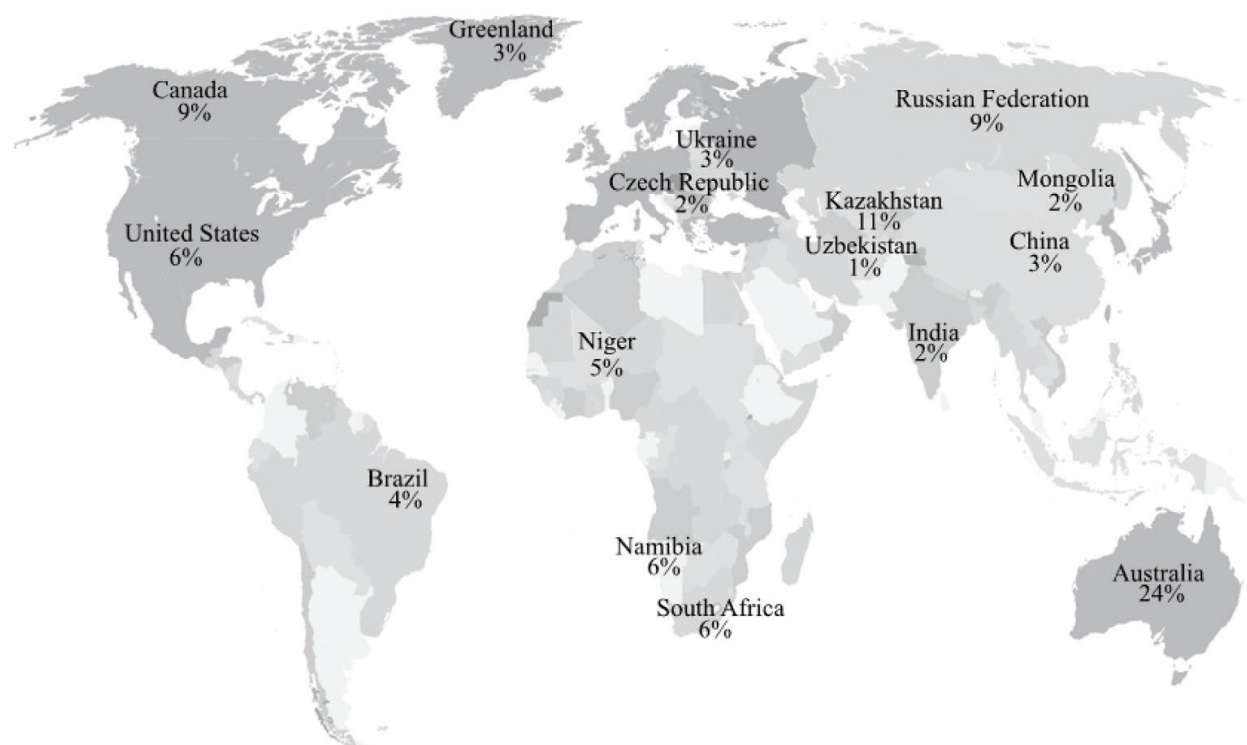 Greenland
3%
Canada
9%
Russian Federation
9%
Ukraine
3%
Czech Republic
2%
Mongolia
2%
Kazakhstan
11%
United States
6%
Uzbekistan
1%
China
3%
India
2%
Niger
5%
Brazil
4%
Namibia
6%
South Africa
6%
Australia
24%